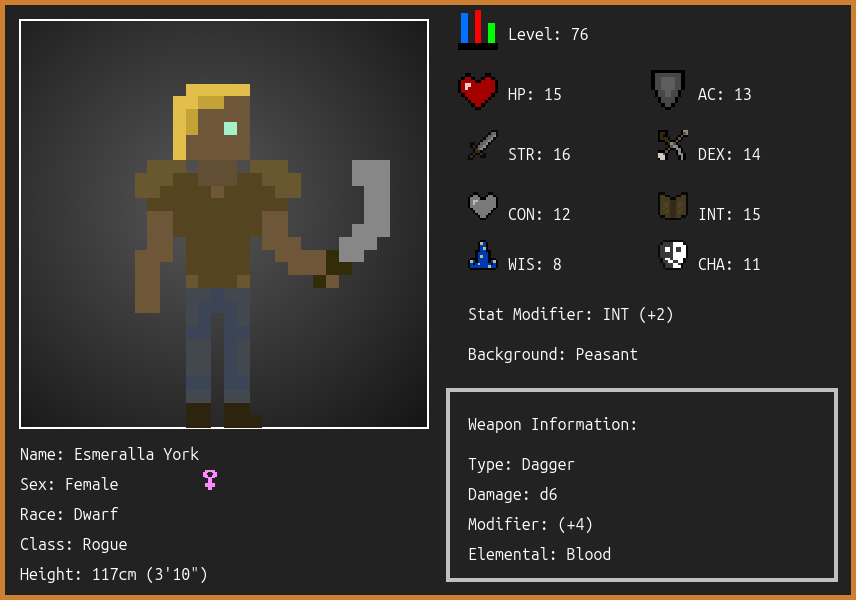 Level: 76
HP: 15
AC: 13
STR: 16
DEX: 14
CON: 12
INT: 15
WIS: 8
CHA: 11
Stat Modifier: INT (+2)
Background: Peasant
Name: Esmeralla York
Sex: Female
Race: Dwarf
Class: Rogue
Height: 117cm (3'10")
Weapon Information:
Type: Dagger
Damage: d6
Modifier: (+4)
Elemental: Blood